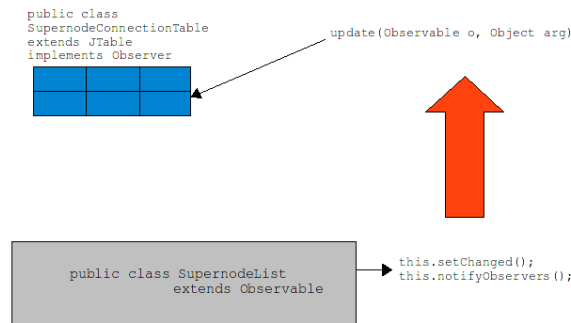 public class
SupernodeConnectionTable
extends JTable
implements Observer
update(Observable o, Object arg)
public class SupernodeList
extends Observable
this.setChanged();
this.notifyObservers();